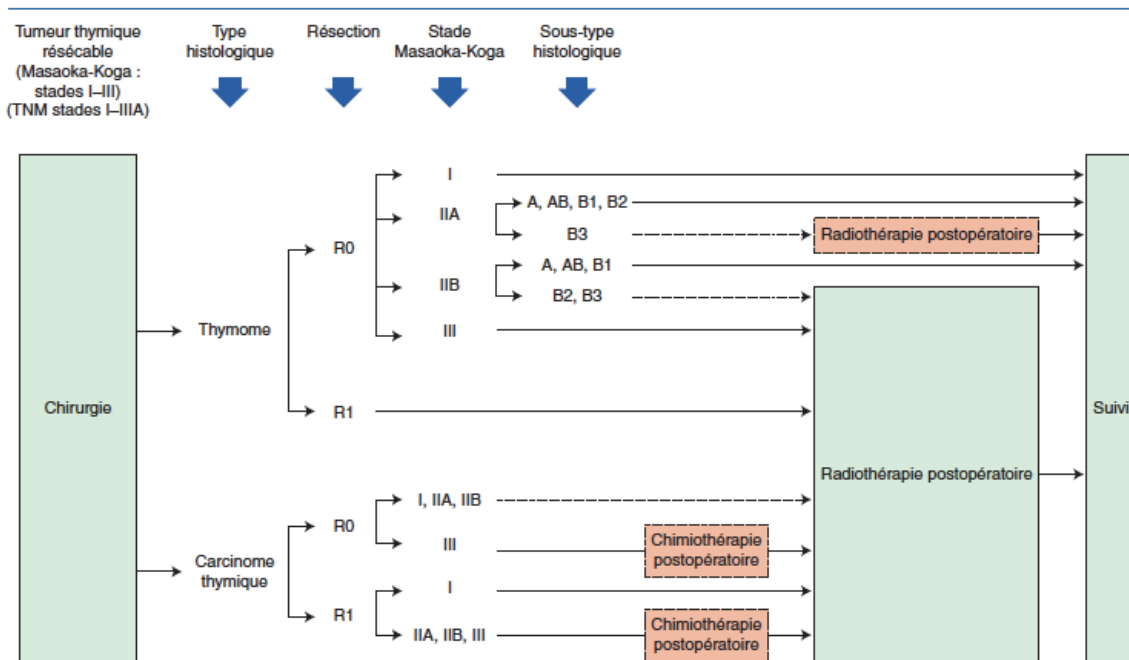 Tumeur thymique
résécable
(Masaoka-Koga :
stades I–III)
(TNM stades I–IIIA)
Type
histologique
Résection
Stade
Masaoka-Koga
Sous-type
histologique
Chirurgie
Thymome
R0
I
IIA
A, AB, B1, B2
B3
Radiothérapie postopératoire
IIB
A, AB, B1
B2, B3
III
R1
Carcinome
thymique
R0
I, IIA, IIB
III
Chimiothérapie
postopératoire
R1
I
IIA, IIB, III
Chimiothérapie
postopératoire
Radiothérapie postopératoire
Suivi